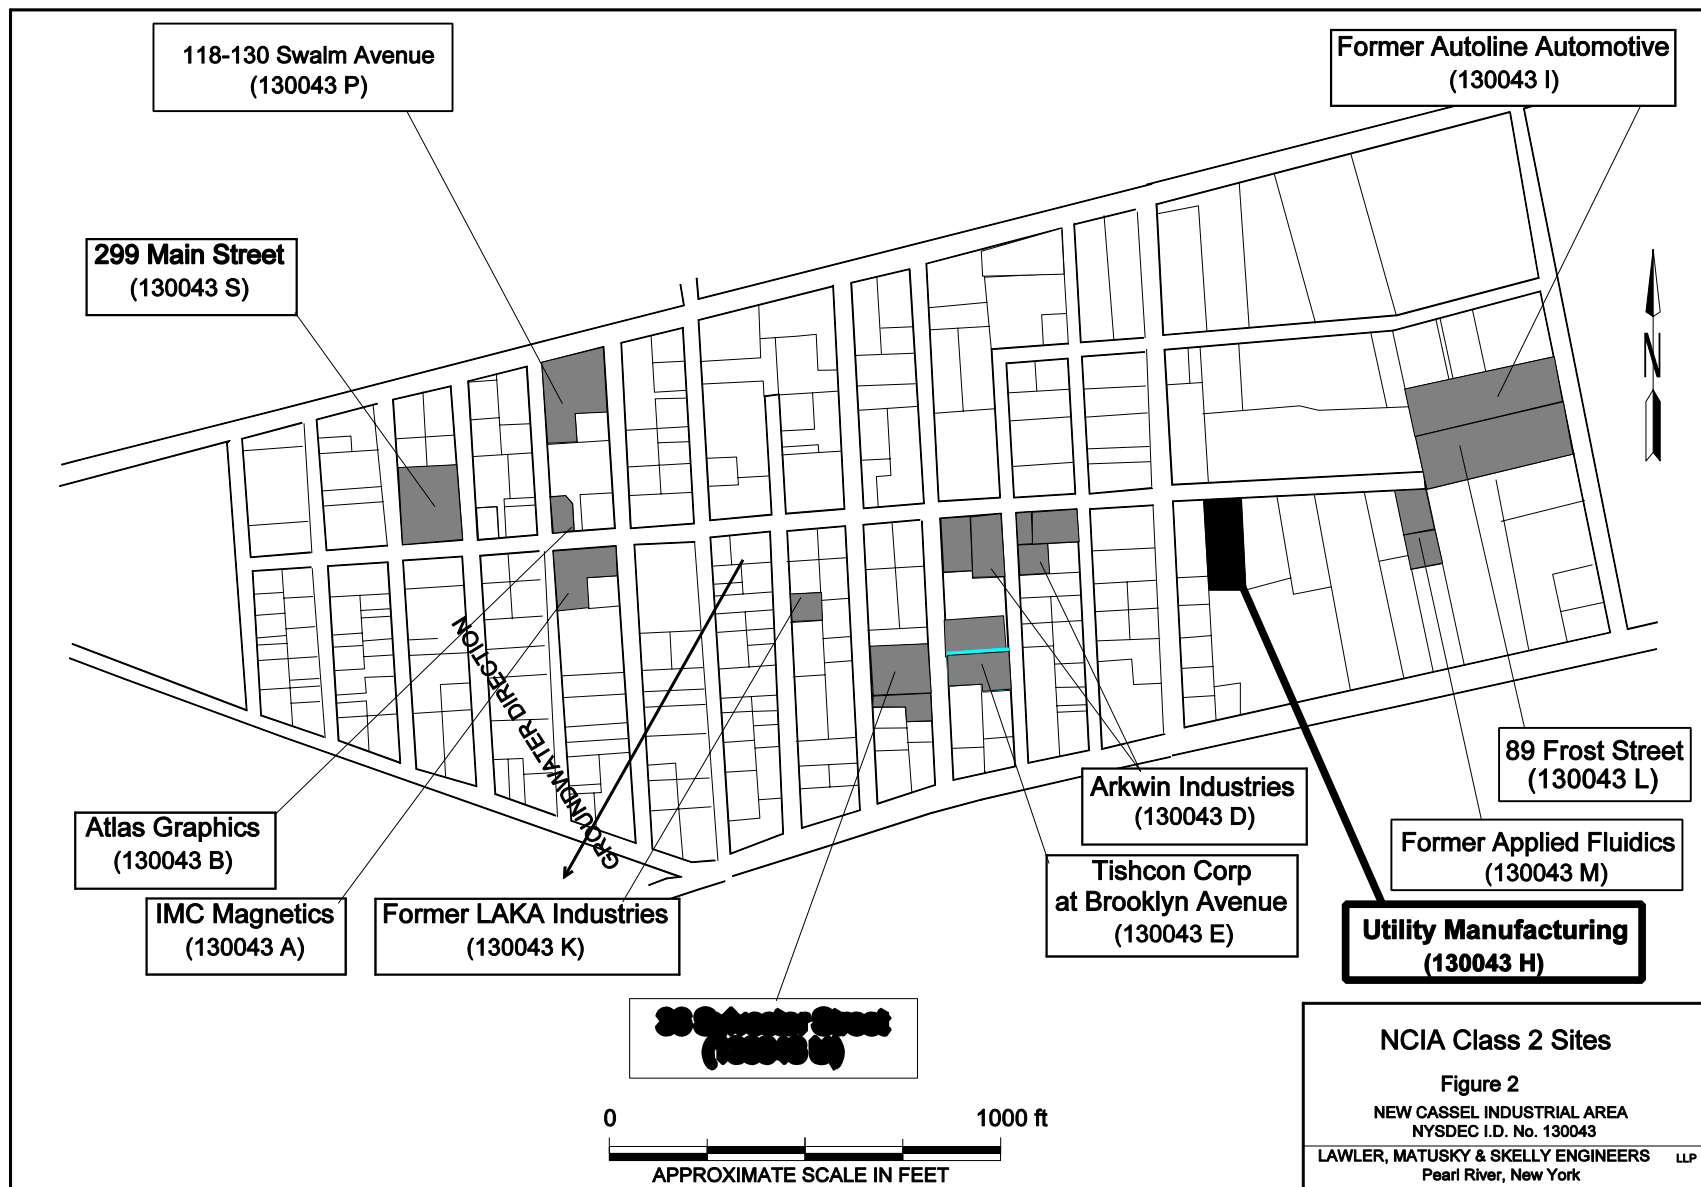 118-130 Swalm Avenue
(130043 P)
Former Autoline Automotive
(130043 I)
299 Main Street
(130043 S)
N
GROUNDWATER DIRECTION
89 Frost Street
(130043 L)
Arkwin Industries
(130043 D)
Atlas Graphics
(130043 B)
Former Applied Fluidics
(130043 M)
Tishcon Corp
at Brooklyn Avenue
(130043 E)
IMC Magnetics
(130043 A)
Former LAKA Industries
(130043 K)
Utility Manufacturing
(130043 H)
NCIA Class 2 Sites
Figure 2
NEW CASSEL INDUSTRIAL AREA
NYSDEC I.D. No. 130043
LAWLER, MATUSKY & SKELLY ENGINEERS LLP
Pearl River, New York
0 1000 ft
APPROXIMATE SCALE IN FEET